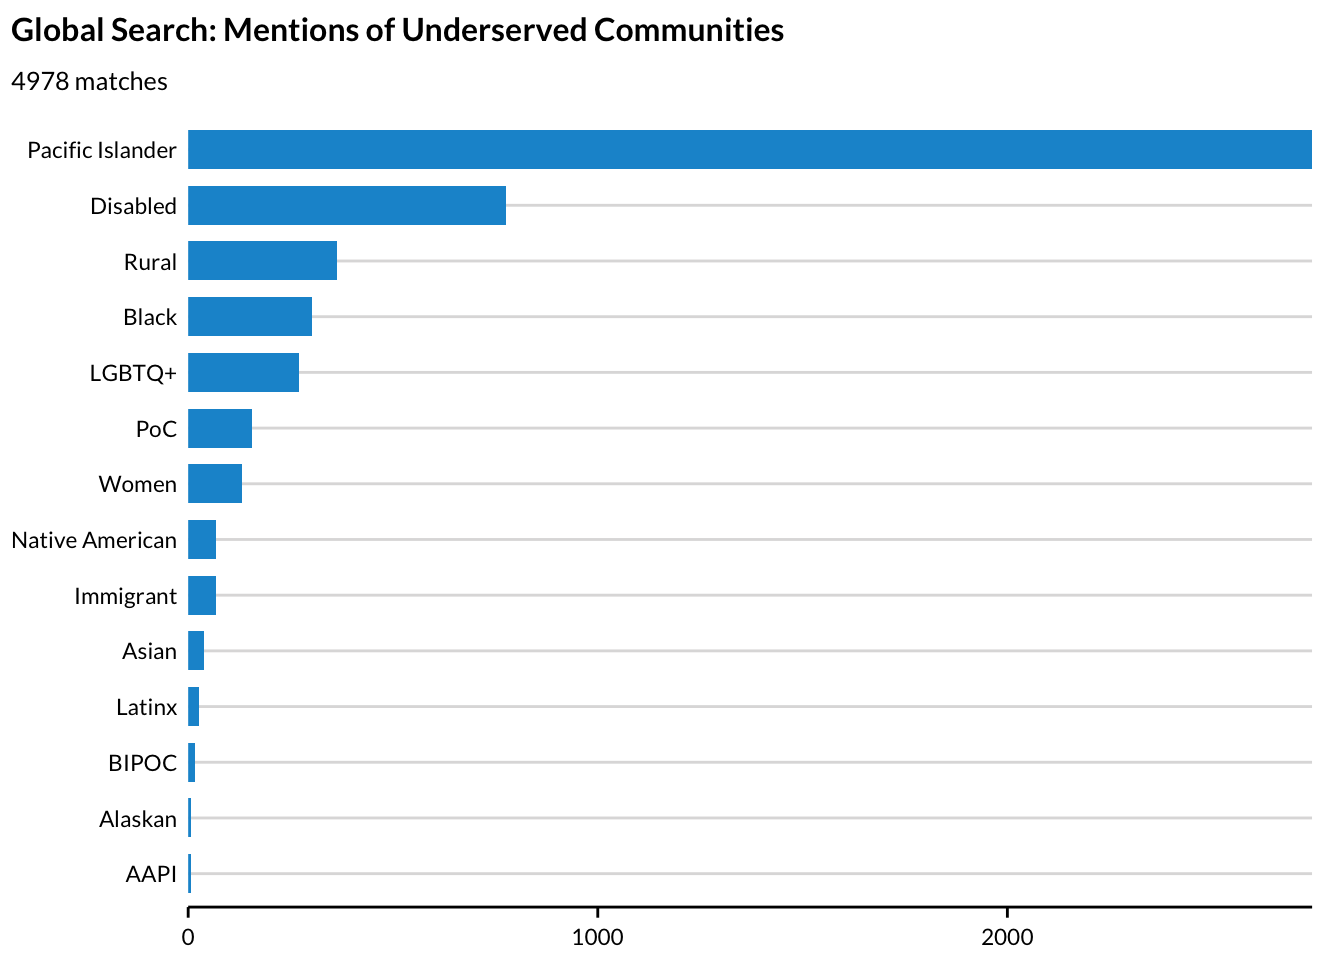 Global Search: Mentions of Underserved Communities
4978 matches
Pacific Islander
Disabled
Rural
Black
LGBTQ+
PoC
Women
Native American
Immigrant
Asian
Latinx
BIPOC
Alaskan
AAPI
0 1000 2000